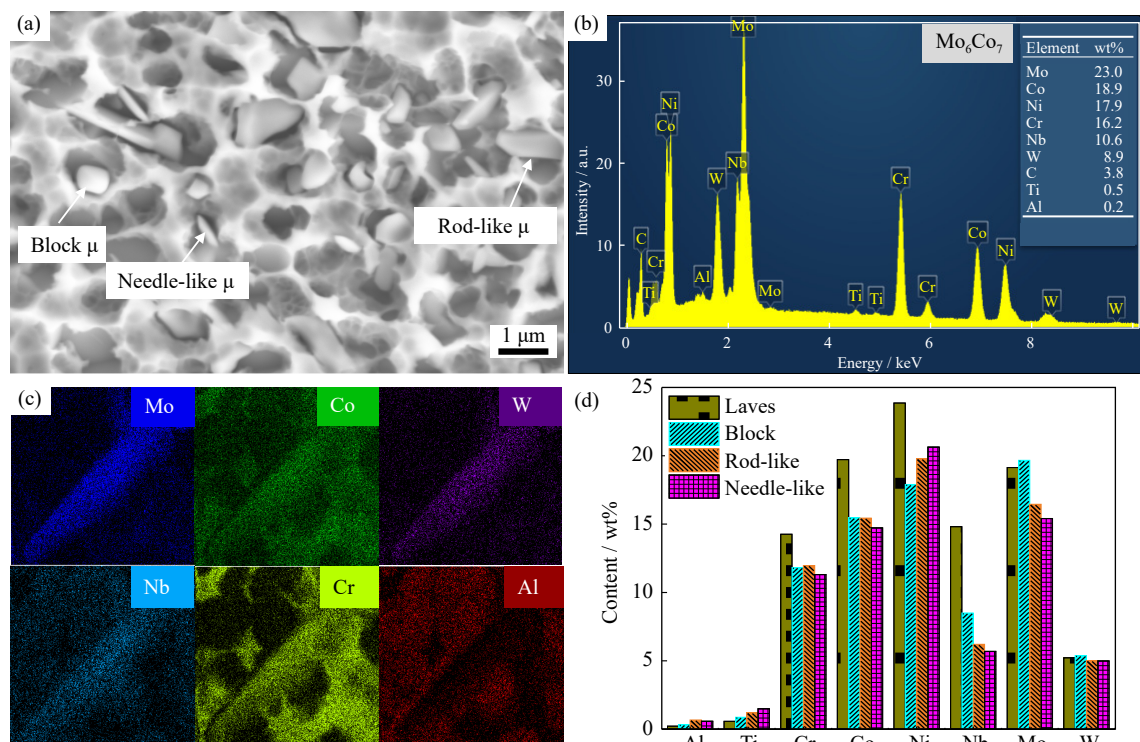 (a)
Block μ
Needle-like μ
Rod-like μ
1 μm
(b)
Mo₆Co₇
Element wt%
Mo 23.0
Co 18.9
Ni 17.9
Cr 16.2
Nb 10.6
W 8.9
C 3.8
Ti 0.5
Al 0.2
Intensity / a.u.
30
20
10
0
C
Ti
Cr
Co
Ni
Al
W
Nb
Mo
Mo
Ti
Ti
Cr
Cr
Co
Ni
W
W
0 2 4 6 8
Energy / keV
(c)
Mo
Co
W
Nb
Cr
Al
(d)
Laves
Block
Rod-like
Needle-like
Content / wt%
25
20
15
10
5
0
Al Ti Cr Co Ni Nb Mo W